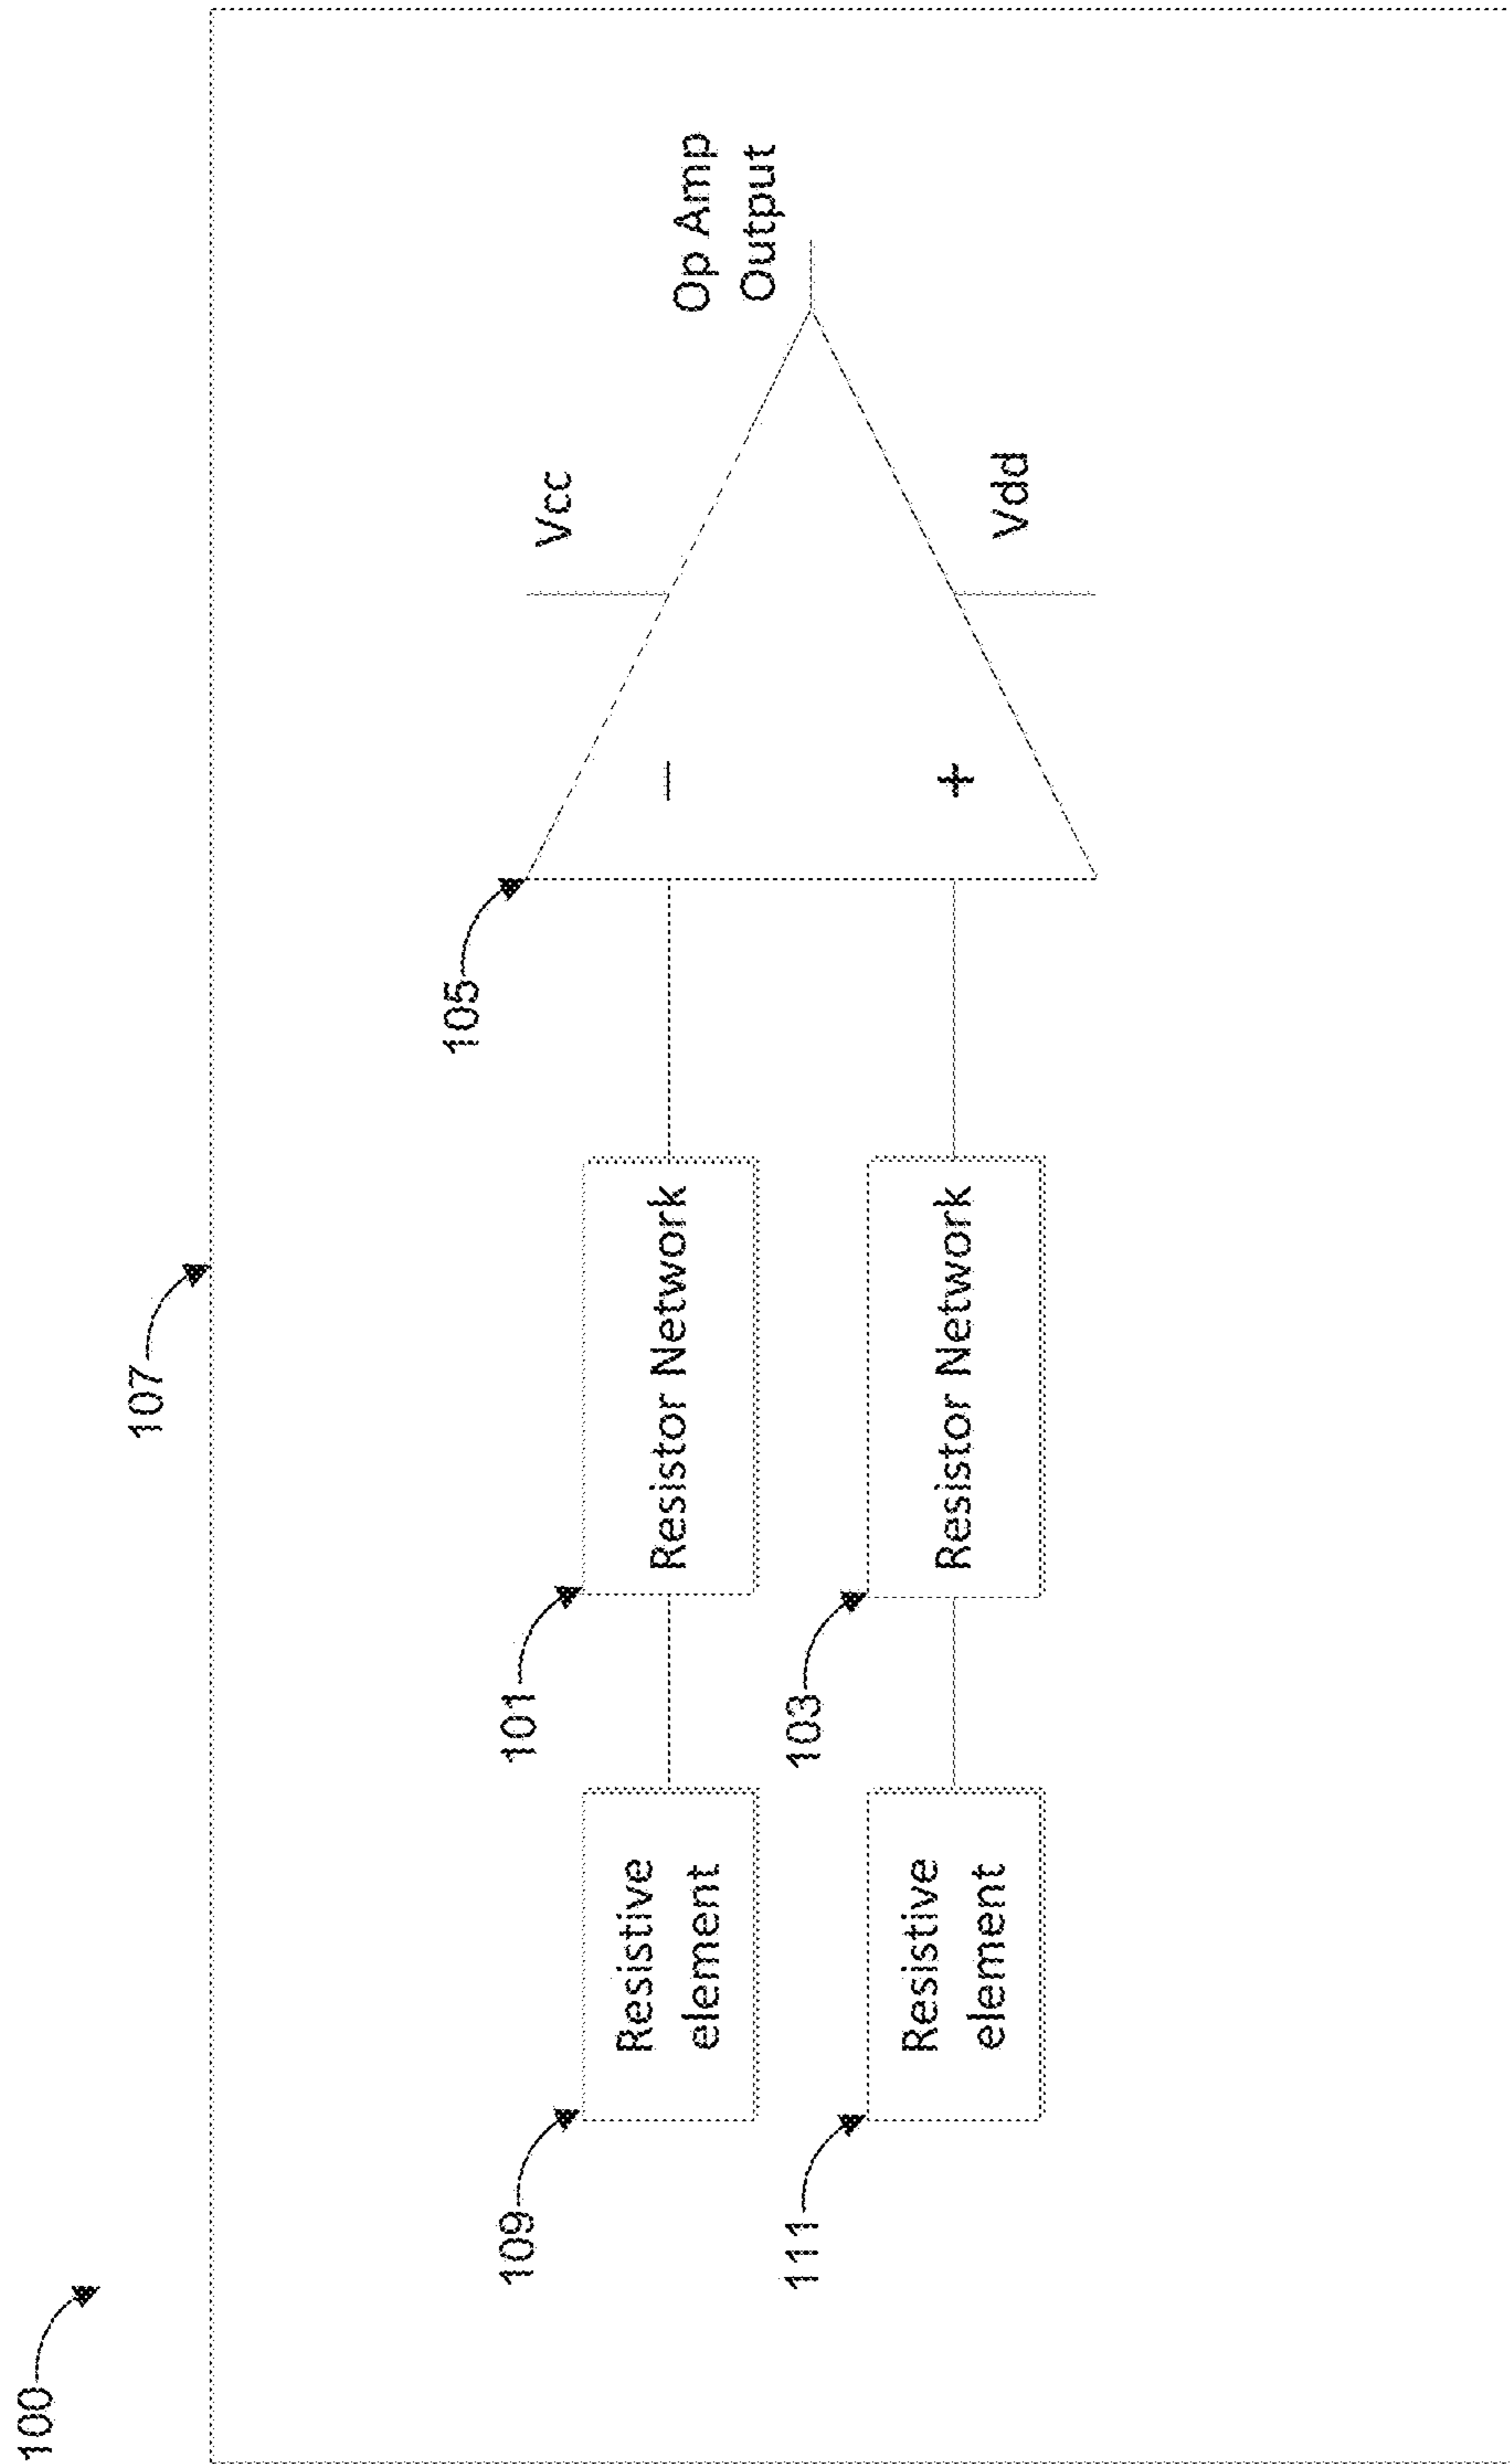 100
107
105
Op Amp
Output
Vcc
−
+
Vdd
109
Resistive
element
101
Resistor Network
111
Resistive
element
103
Resistor Network